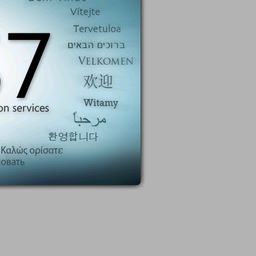 Vítejte
Tervetuloa
ברוכים הבאים
7
VELKOMEN
欢迎
on services
Witamy
مرحباً
환영합니다
Καλώς ορίσατε